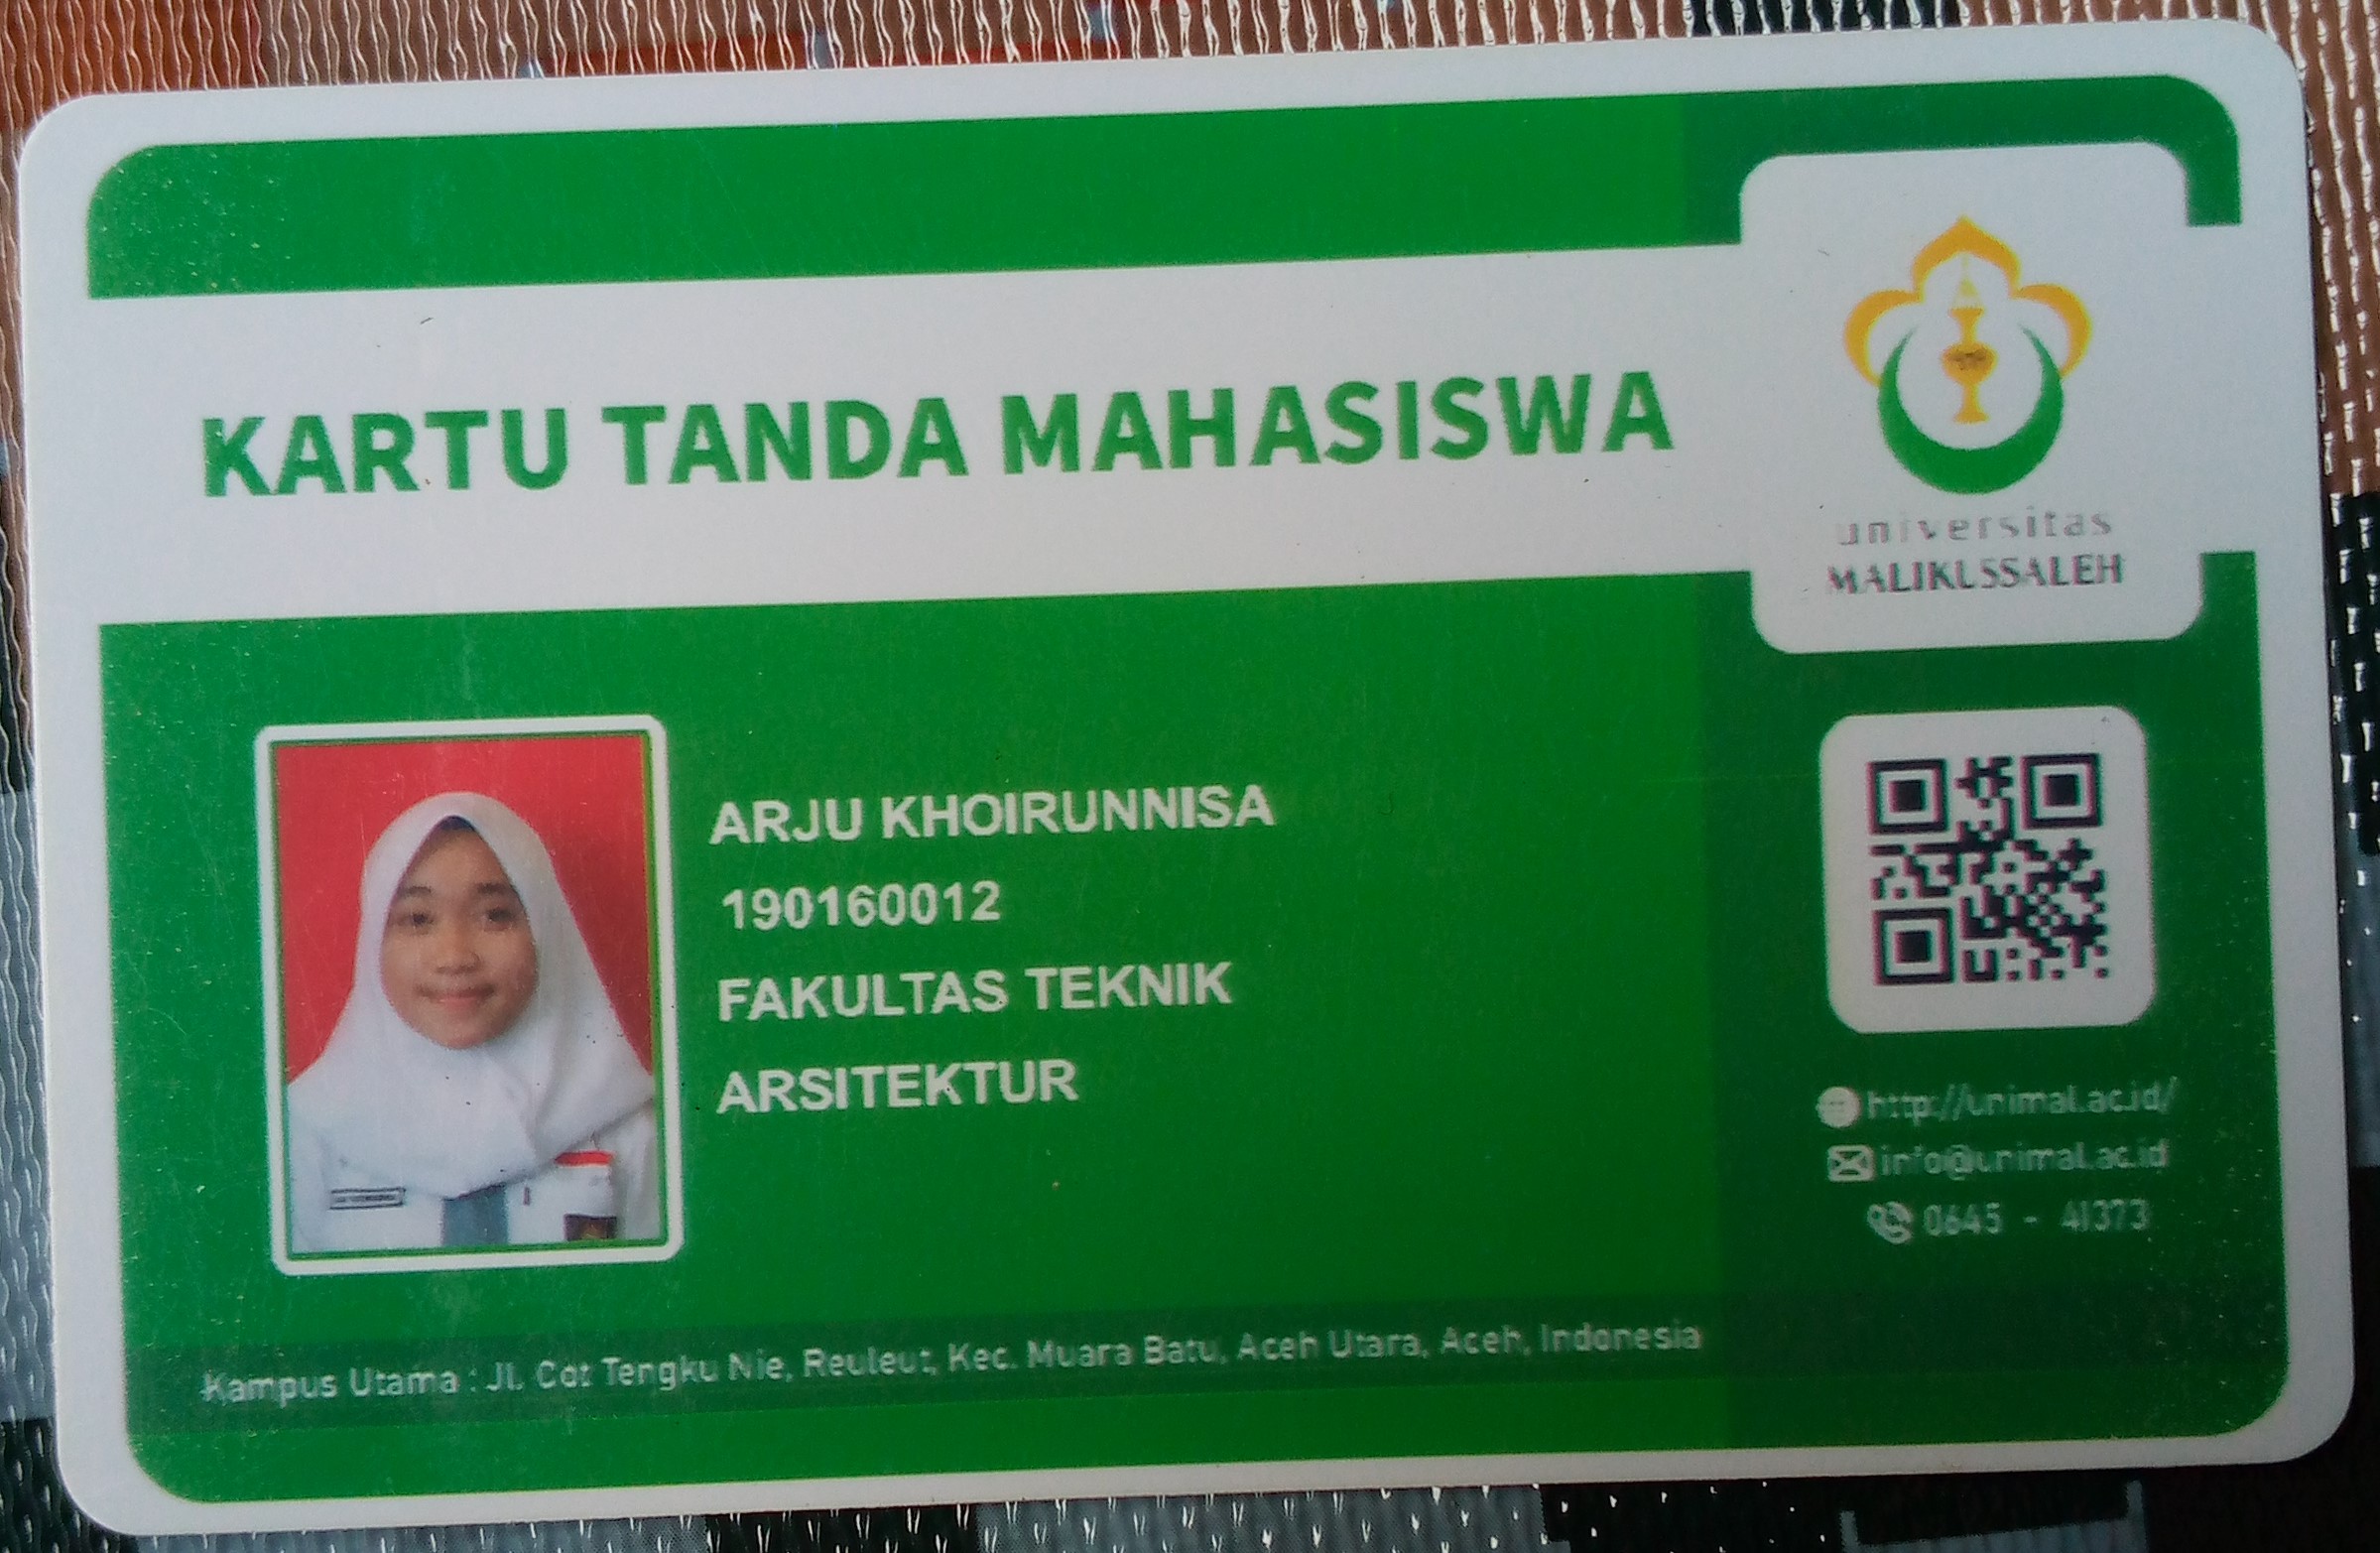 KARTU TANDA MAHASISWA
universitas
MALIKUSSALEH
ARJU KHOIRUNNISA
190160012
FAKULTAS TEKNIK
ARSITEKTUR
http://unimal.ac.id/
info@unimal.ac.id
0645 - 41373
Kampus Utama : Jl. Cot Tengku Nie, Reuleut, Kec. Muara Batu, Aceh Utara, Aceh, Indonesia